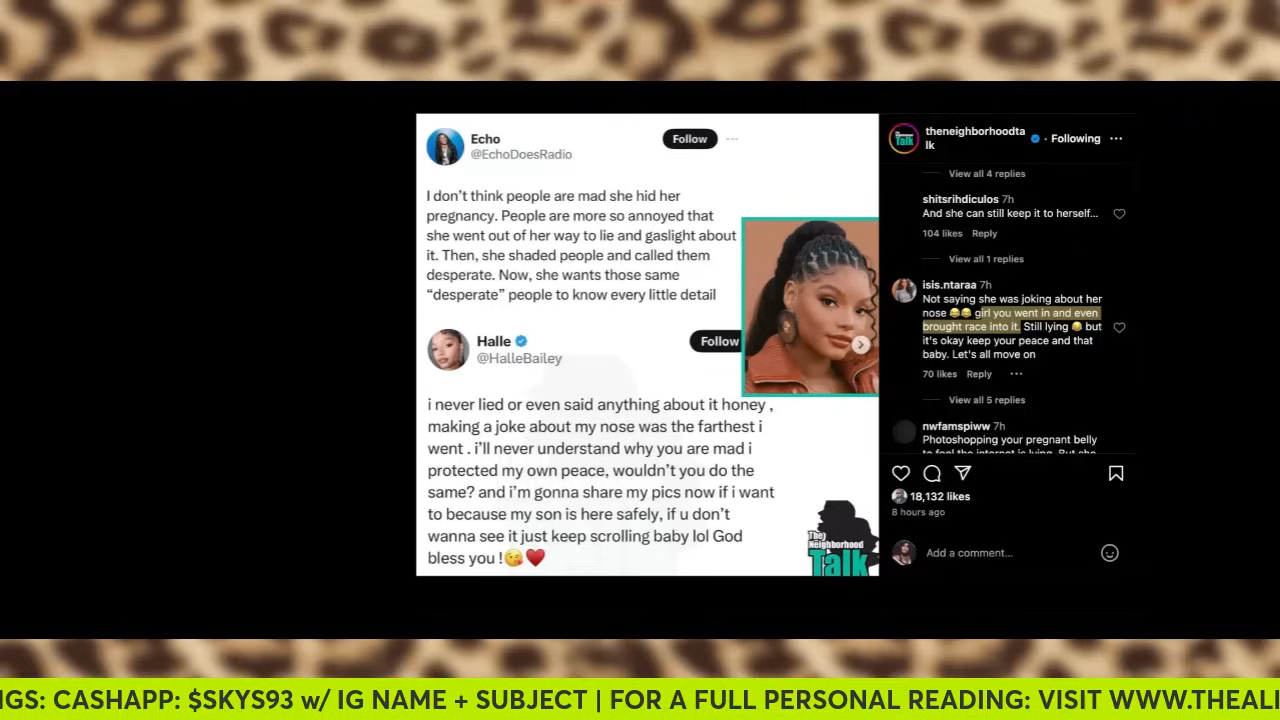 Echo
@EchoDoesRadio
Follow
I don't think people are mad she hid her
pregnancy. People are more so annoyed that
she went out of her way to lie and gaslight about
it. Then, she shaded people and called them
desperate. Now, she wants those same
“desperate” people to know every little detail
Halle
@HalleBailey
Follow
i never lied or even said anything about it honey ,
making a joke about my nose was the farthest i
went . i'll never understand why you are mad i
protected my own peace, wouldn't you do the
same? and i'm gonna share my pics now if i want
to because my son is here safely, if u don't
wanna see it just keep scrolling baby lol God
bless you !😘♥️
The
Neighborhood
Talk
The
Neighborhood
Talk
theneighborhoodta
lk
· Following
View all 4 replies
shitsrihdiculos 7h
And she can still keep it to herself...
104 likes Reply
View all 1 replies
isis.ntaraa 7h
Not saying she was joking about her
nose 😂😂 girl you went in and even
brought race into it. Still lying 😂 but
it's okay keep your peace and that
baby. Let's all move on
70 likes Reply
View all 5 replies
nwfamspiww 7h
Photoshopping your pregnant belly
to fool the internet is lying. But she
18,132 likes
8 hours ago
Add a comment...
NGS: CASHAPP: $SKYS93 w/ IG NAME + SUBJECT | FOR A FULL PERSONAL READING: VISIT WWW.THEALI